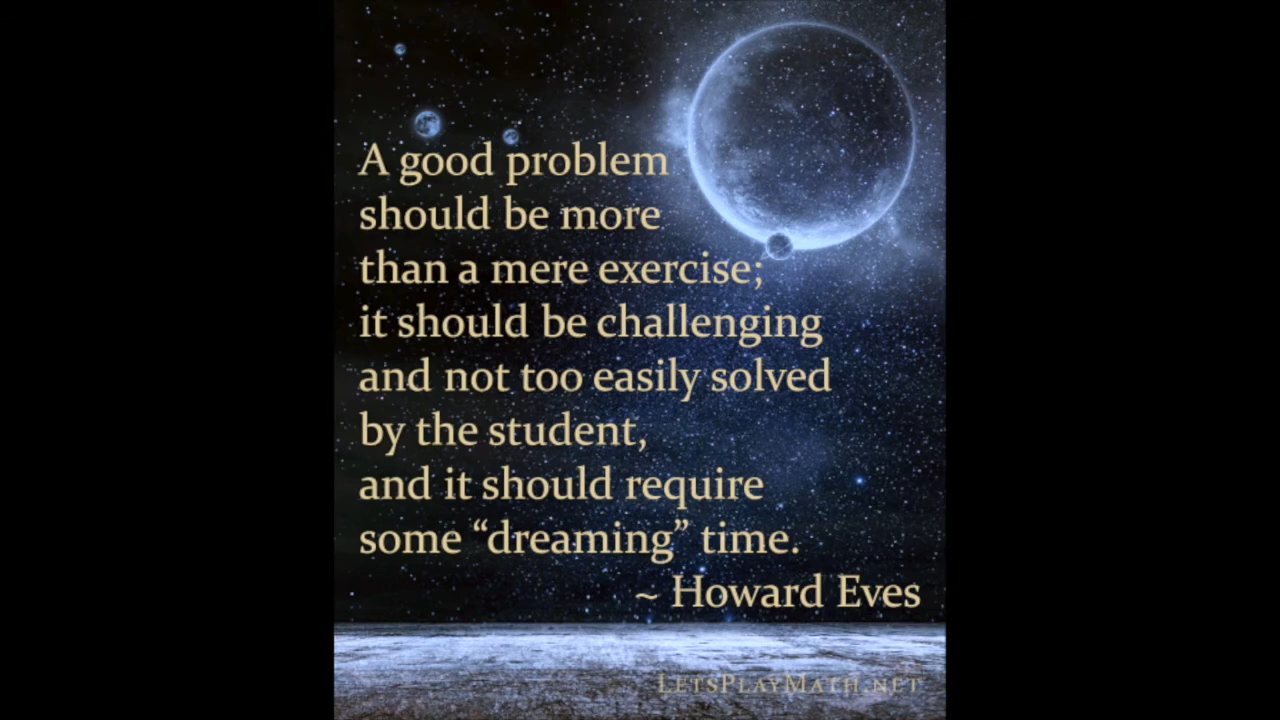 A good problem
should be more
than a mere exercise;
it should be challenging
and not too easily solved
by the student,
and it should require
some “dreaming” time.
~ Howard Eves
LETSPLAYMATH.NET